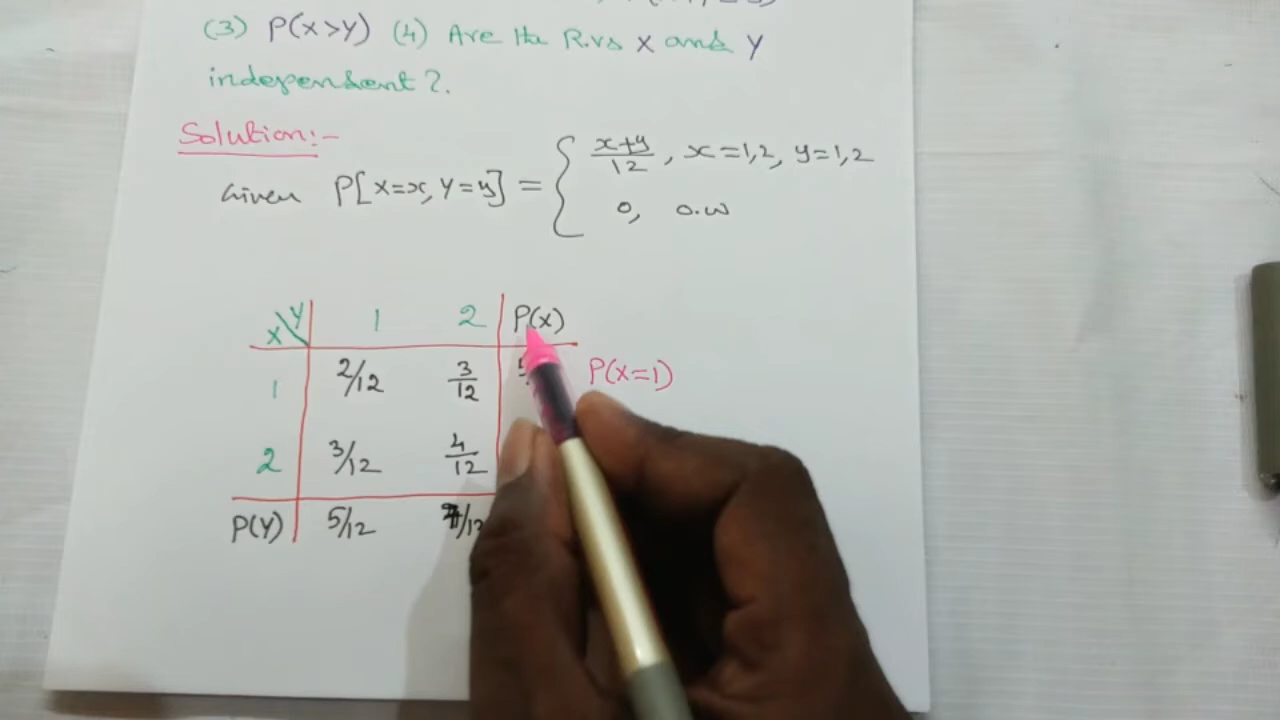 (3) P(X>Y) (4) Are the R.vs X and Y
independent?.
Solution:-
Given P[X=x, Y=y] = { x+y/12, x=1,2, y=1,2
0, o.w
X\Y 1 2 P(X)
1 2/12 3/12 5 P(X=1)
2 3/12 4/12
P(Y) 5/12 7/12